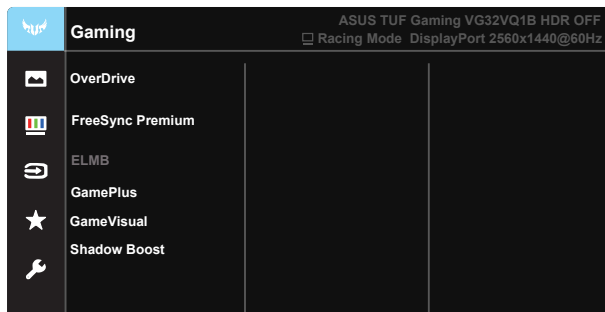 Gaming
ASUS TUF Gaming VG32VQ1B HDR OFF
Racing Mode DisplayPort 2560x1440@60Hz
OverDrive
FreeSync Premium
ELMB
GamePlus
GameVisual
Shadow Boost